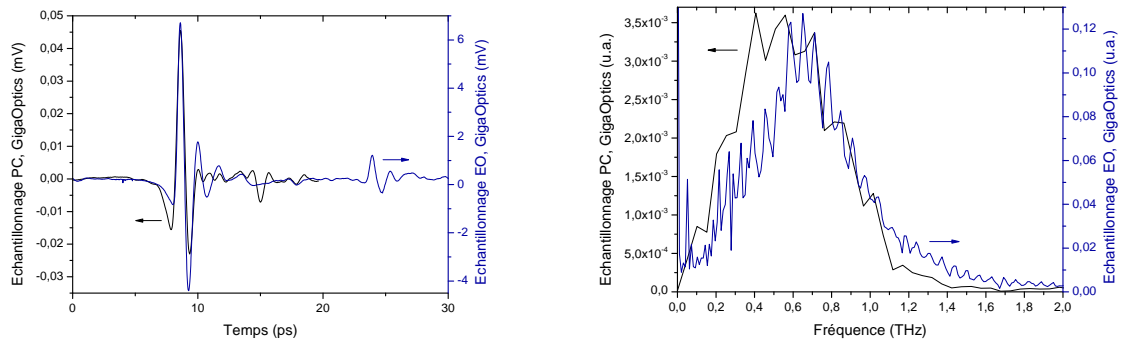 Echantillonnage PC, GigaOptics (mV)
0,05
0,04
0,03
0,02
0,01
0,00
-0,01
-0,02
-0,03
0
10
20
30
Temps (ps)
6
4
2
0
-2
-4
Echantillonnage EO, GigaOptics (mV)
Echantillonnage PC, GigaOptics (u.a.)
3,5x10⁻³
3,0x10⁻³
2,5x10⁻³
2,0x10⁻³
1,5x10⁻³
1,0x10⁻³
5,0x10⁻⁴
0,0
0,0
0,2
0,4
0,6
0,8
1,0
1,2
1,4
1,6
1,8
2,0
Fréquence (THz)
0,12
0,10
0,08
0,06
0,04
0,02
0,00
Echantillonnage EO, GigaOptics (u.a.)